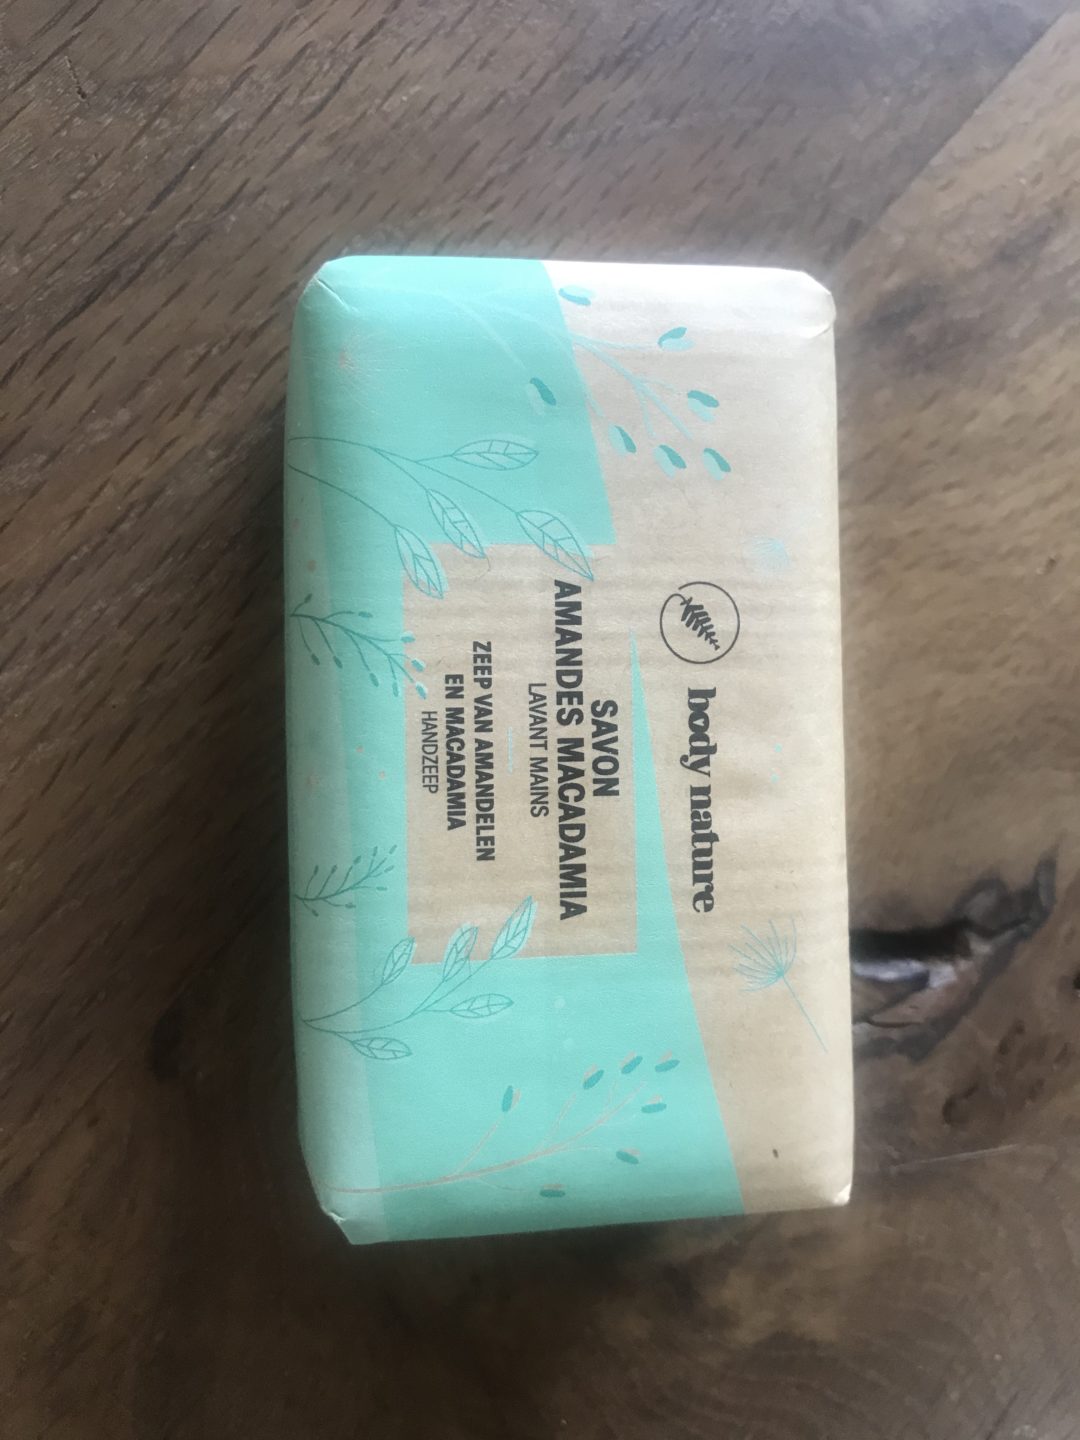 body nature
SAVON
AMANDES MACADAMIA
LAVANT MAINS
ZEEP VAN AMANDELEN
EN MACADAMIA
HANDZEEP